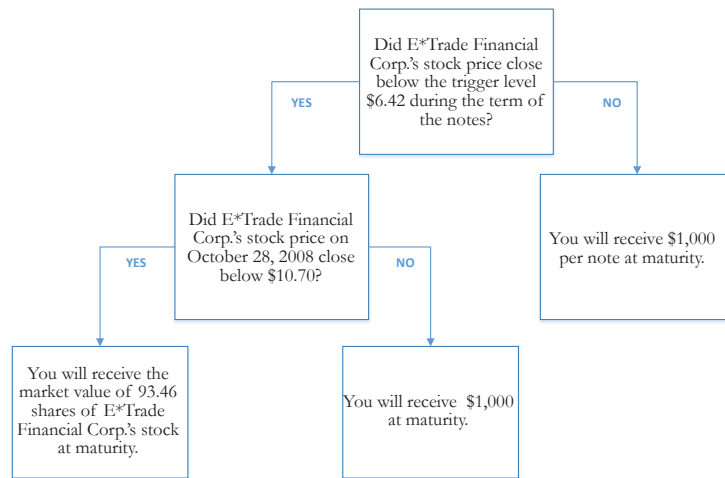 Did E*Trade Financial
Corp.'s stock price close
below the trigger level
$6.42 during the term of
the notes?
YES
NO
Did E*Trade Financial
Corp.'s stock price on
October 28, 2008 close
below $10.70?
You will receive $1,000
per note at maturity.
YES
NO
You will receive the
market value of 93.46
shares of E*Trade
Financial Corp.'s stock
at maturity.
You will receive $1,000
at maturity.